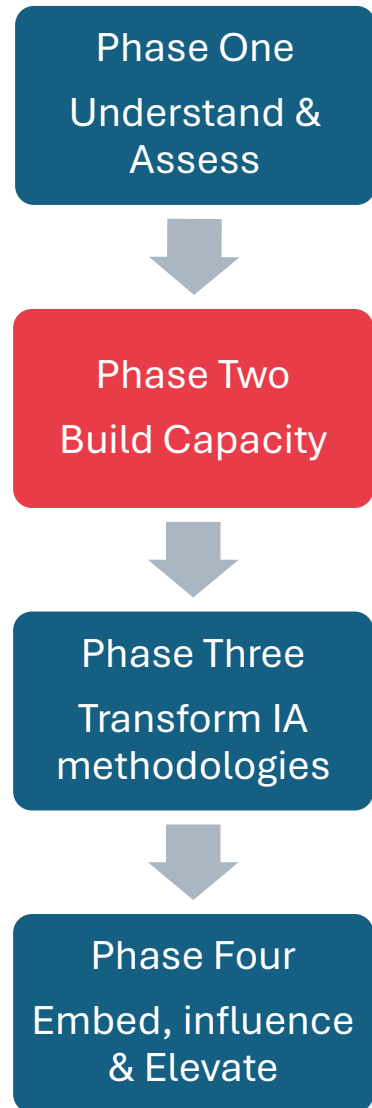 Phase One
Understand &
Assess
Phase Two
Build Capacity
Phase Three
Transform IA
methodologies
Phase Four
Embed, influence
& Elevate